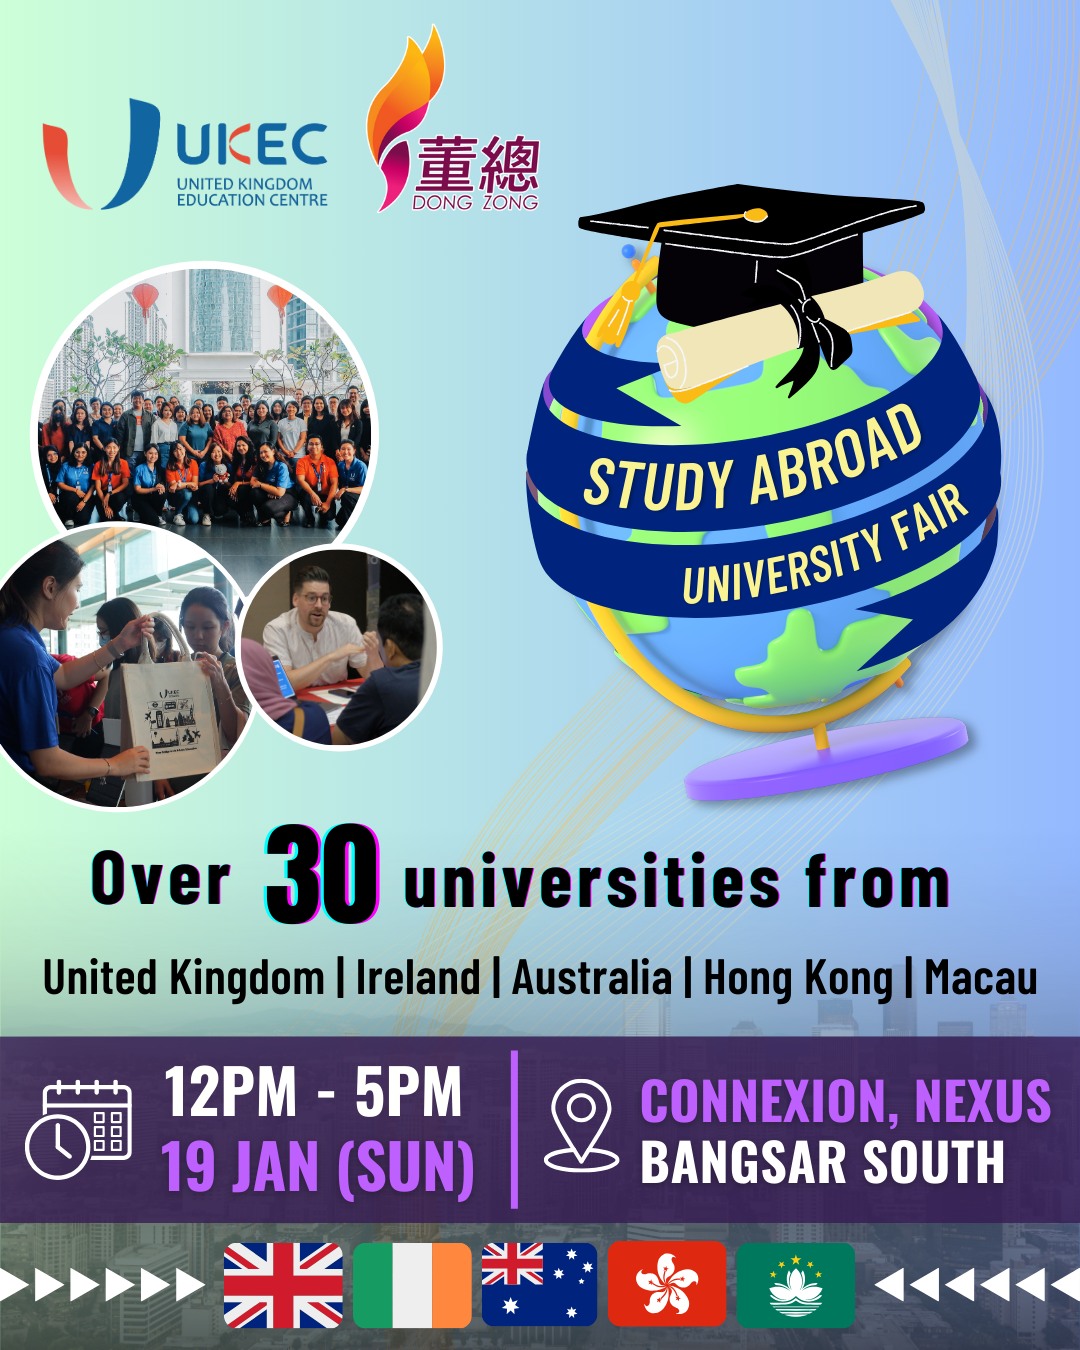 UKEC
UNITED KINGDOM
EDUCATION CENTRE
董總
DONG ZONG
STUDY ABROAD
UNIVERSITY FAIR
UKEC
Over 30 universities from
United Kingdom | Ireland | Australia | Hong Kong | Macau
12PM - 5PM
19 JAN (SUN)
CONNEXION, NEXUS
BANGSAR SOUTH